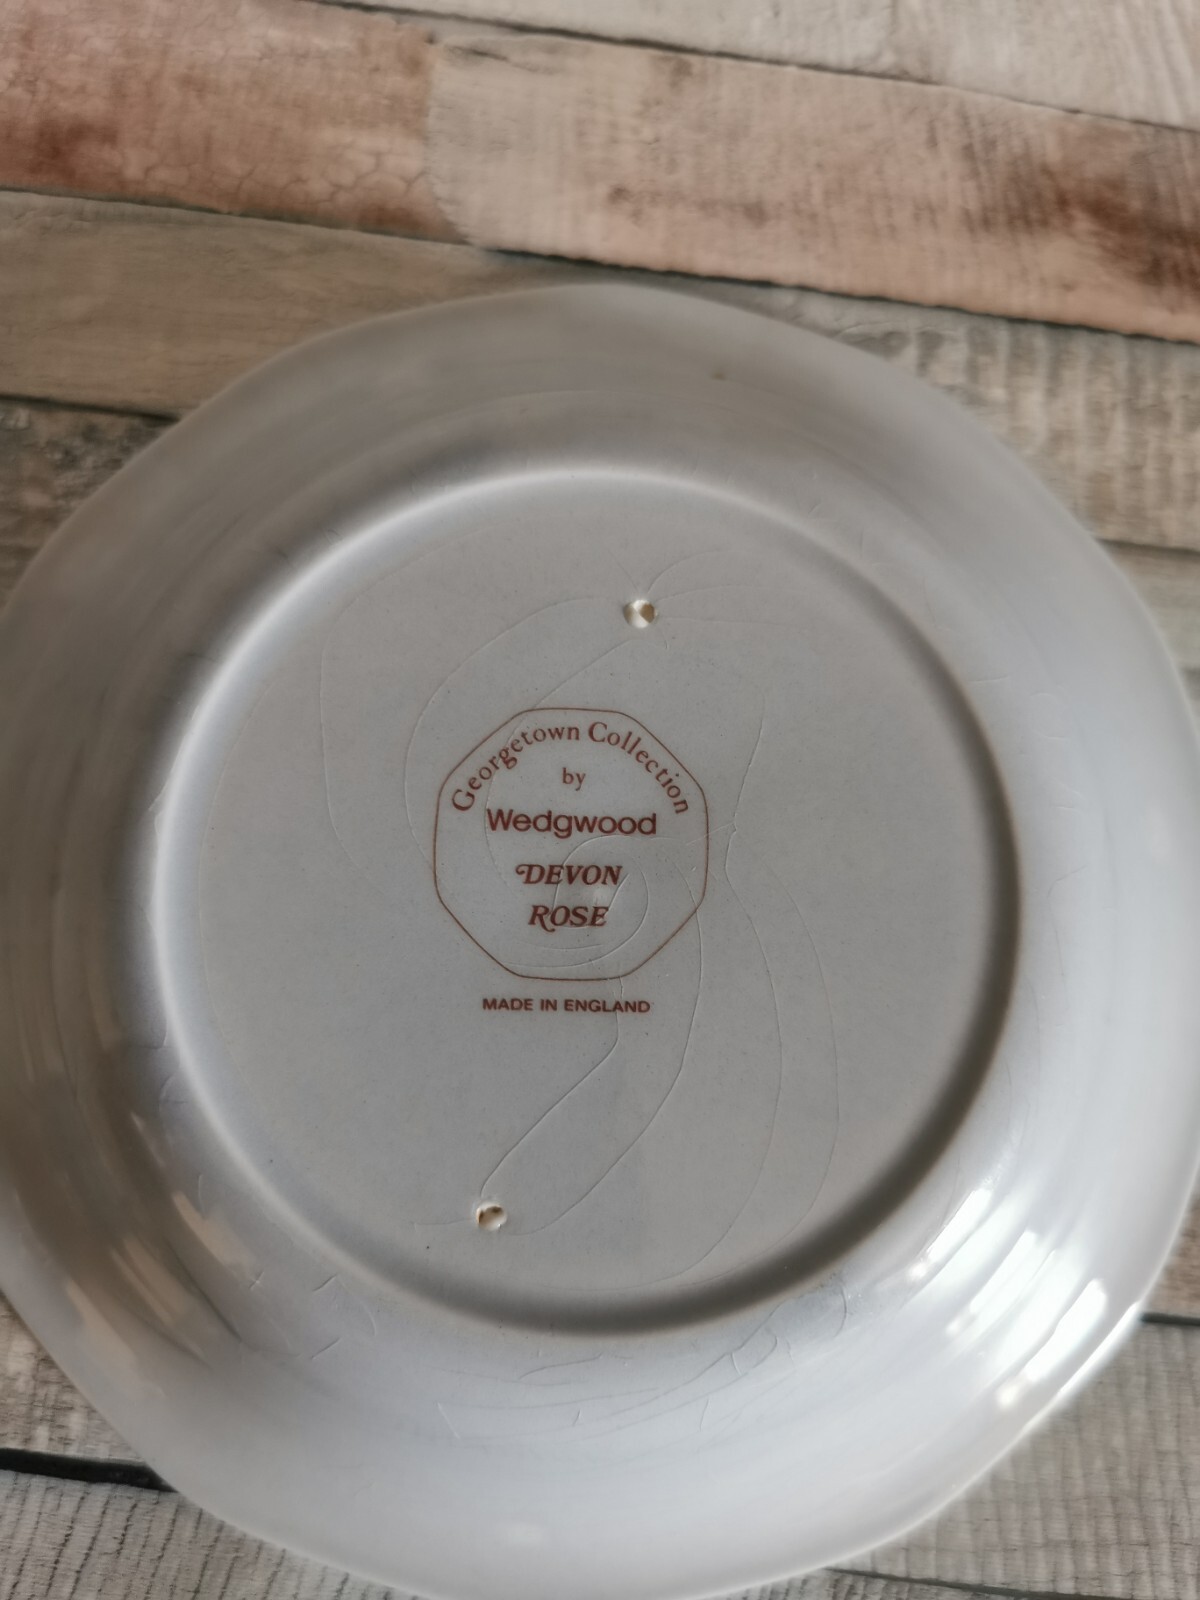 Georgetown Collection
by
Wedgwood
DEVON
ROSE
MADE IN ENGLAND